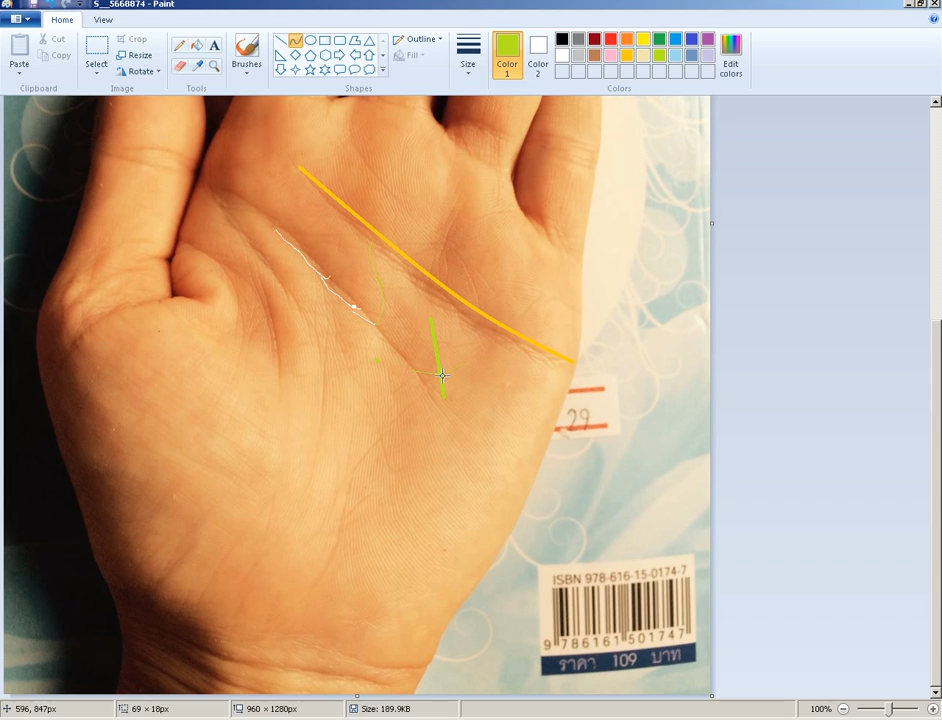 S__5668874 - Paint
Home View
Paste
Cut
Copy
Clipboard
Select
Crop
Resize
Rotate
Image
Tools
Brushes
Shapes
Outline
Fill
Size
Color 1
Color 2
Edit colors
Colors
29
ISBN 978-616-15-0174-7
9 786161 501747
ราคา 109 บาท
596, 847px
69 × 18px
960 × 1280px
Size: 189.9KB
100%